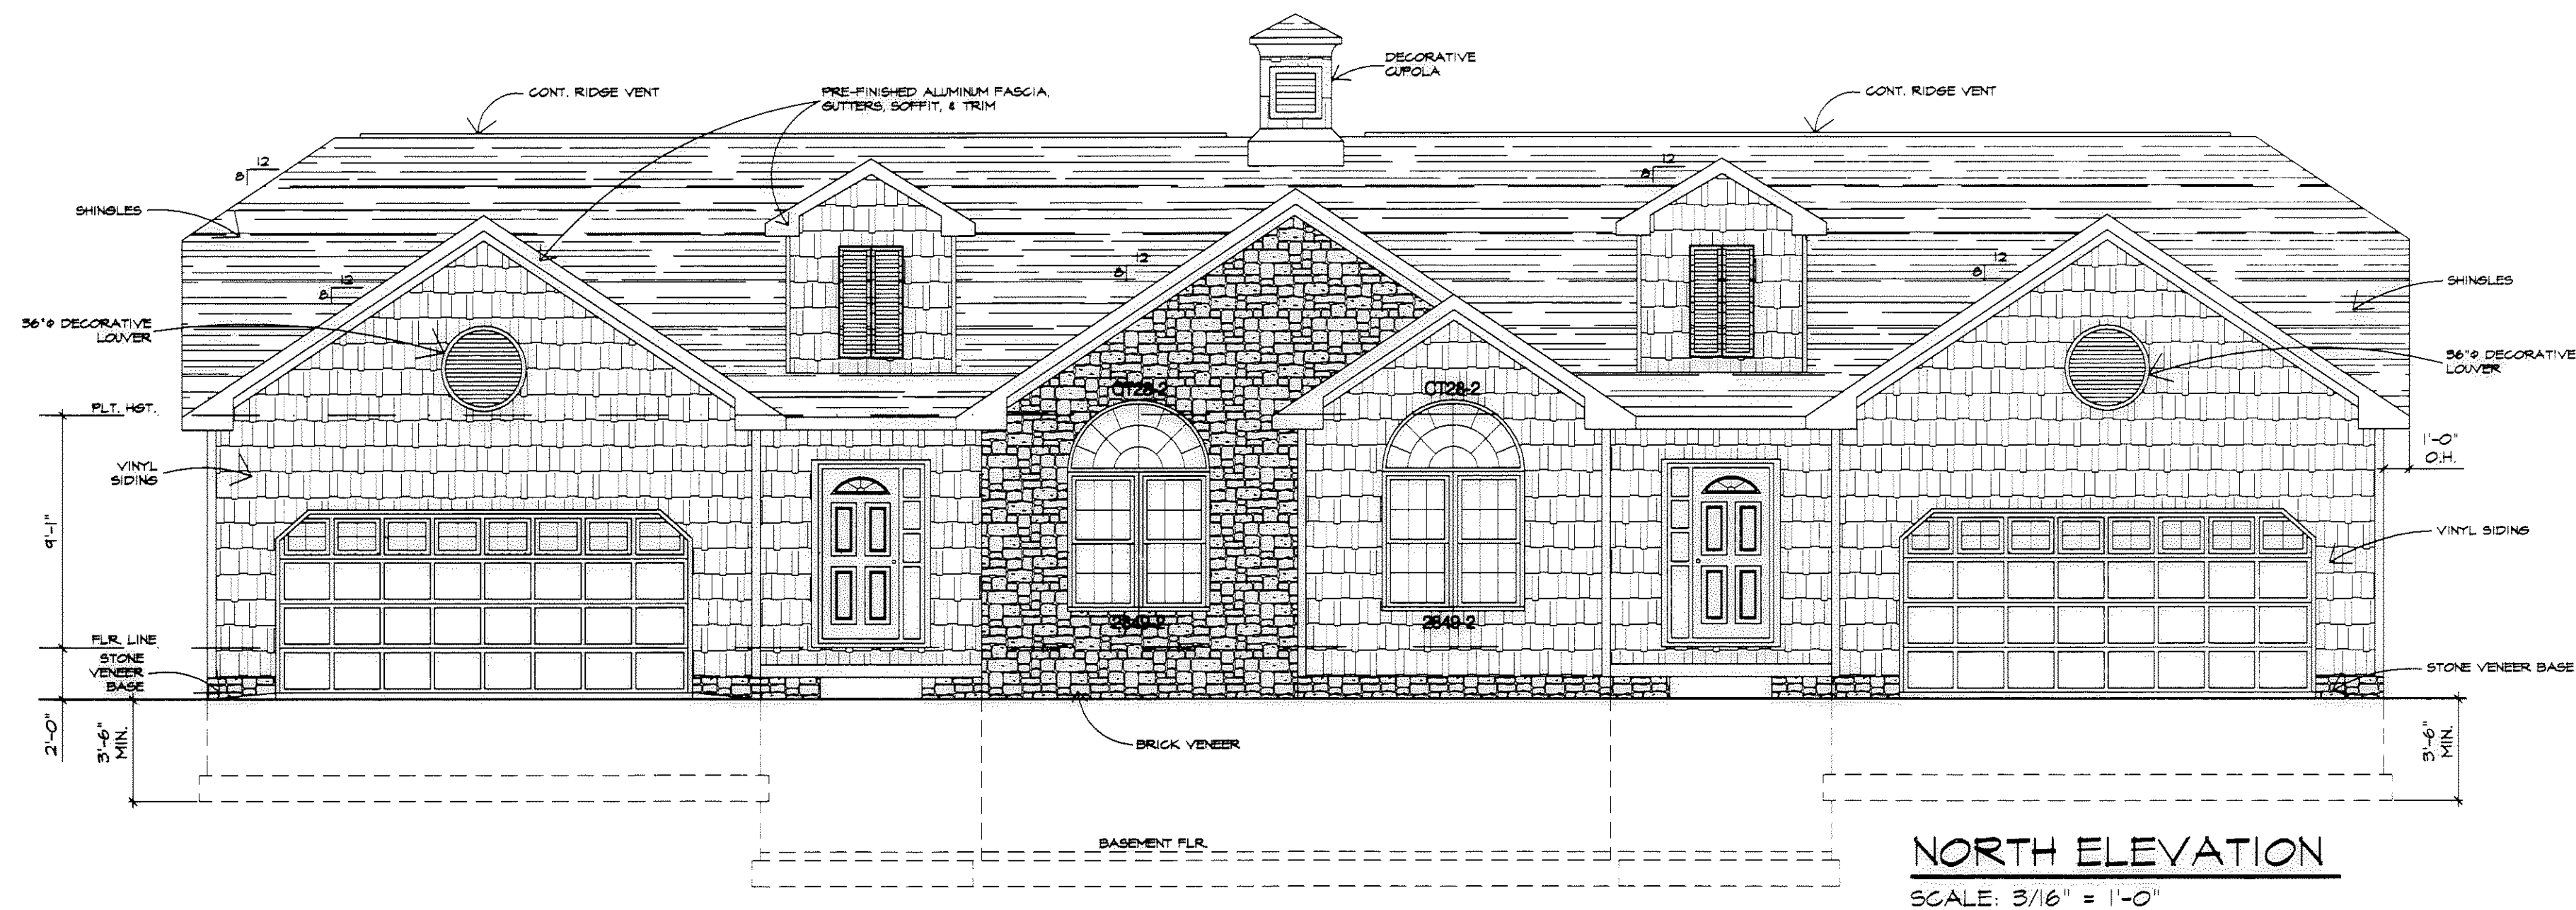 DECORATIVE
CUPOLA
CONT. RIDGE VENT
PRE-FINISHED ALUMINUM FASCIA,
GUTTERS, SOFFIT, & TRIM
CONT. RIDGE VENT
12
8
12
8
SHINGLES
12
8
12
8
12
8
SHINGLES
36"ϕ DECORATIVE
LOUVER
36"ϕ DECORATIVE
LOUVER
PLT. HGT.
CT28-2
CT28-2
1'-0"
O.H.
VINYL
SIDING
9'-1"
VINYL SIDING
2849-2
2849-2
FLR. LINE
STONE
VENEER
BASE
STONE VENEER BASE
2'-0"
3'-6"
MIN.
BRICK VENEER
3'-6"
MIN.
BASEMENT FLR.
NORTH ELEVATION
SCALE: 3/16" = 1'-0"